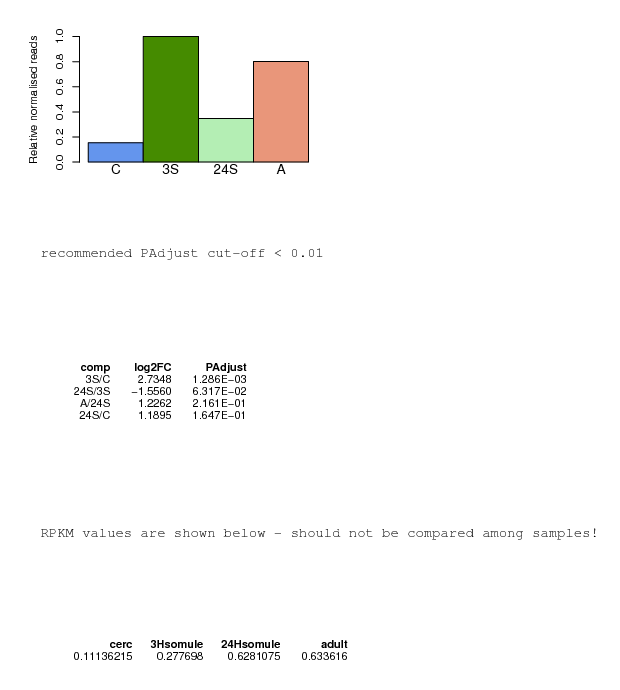 Relative normalised reads
1.0
0.8
0.6
0.4
0.2
0.0
C 3S 24S A
recommended PAdjust cut-off < 0.01
comp log2FC PAdjust
3S/C 2.7348 1.286E−03
24S/3S −1.5560 6.317E−02
A/24S 1.2262 2.161E−01
24S/C 1.1895 1.647E−01
RPKM values are shown below - should not be compared among samples!
cerc 3Hsomule 24Hsomule adult
0.11136215 0.277698 0.6281075 0.633616